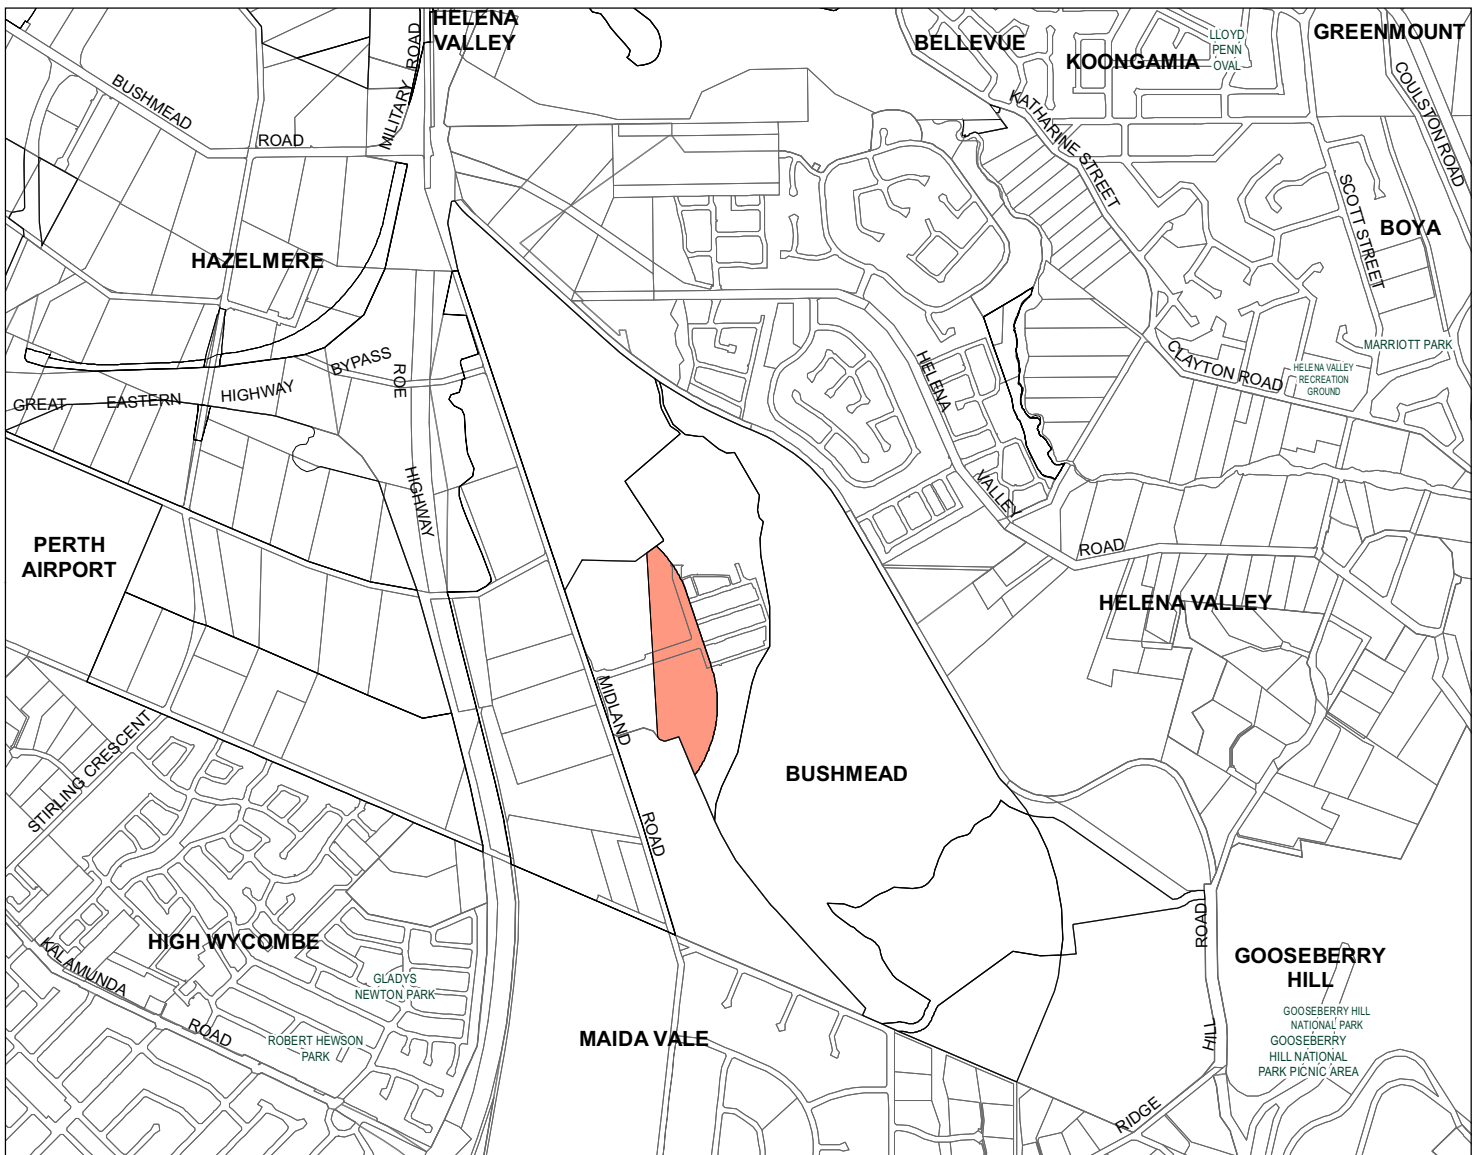 HELENA
VALLEY
BELLEVUE
KOONGAMIA
LLOYD
PENN
OVAL
GREENMOUNT
COULSTON ROAD
BUSHMEAD
ROAD
MILITARY ROAD
KATHARINE STREET
SCOTT STREET
BOYA
HAZELMERE
MARRIOTT PARK
HELENA VALLEY
RECREATION
GROUND
CLAYTON ROAD
GREAT EASTERN HIGHWAY BYPASS
ROE
HIGHWAY
HELENA
VALLEY
ROAD
PERTH
AIRPORT
HELENA VALLEY
MIDLAND
ROAD
BUSHMEAD
STIRLING CRESCENT
HIGH WYCOMBE
KALAMUNDA
ROAD
GLADYS
NEWTON PARK
ROBERT HEWSON
PARK
MAIDA VALE
ROAD
HILL
RIDGE
GOOSEBERRY
HILL
GOOSEBERRY HILL
NATIONAL PARK
GOOSEBERRY
HILL NATIONAL
PARK PICNIC AREA